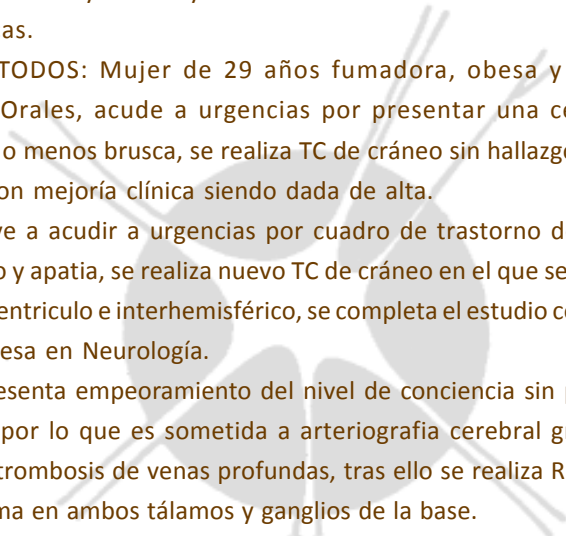 as.
TODOS: Mujer de 29 años fumadora, obesa y
Orales, acude a urgencias por presentar una ce
o menos brusca, se realiza TC de cráneo sin hallazg
on mejoría clínica siendo dada de alta.
ve a acudir a urgencias por cuadro de trastorno d
o y apatia, se realiza nuevo TC de cráneo en el que se
entriculo e interhemisférico, se completa el estudio c
esa en Neurología.
esenta empeoramiento del nivel de conciencia sin
por lo que es sometida a arteriografia cerebral g
trombosis de venas profundas, tras ello se realiza R
ma en ambos tálamos y ganglios de la base.